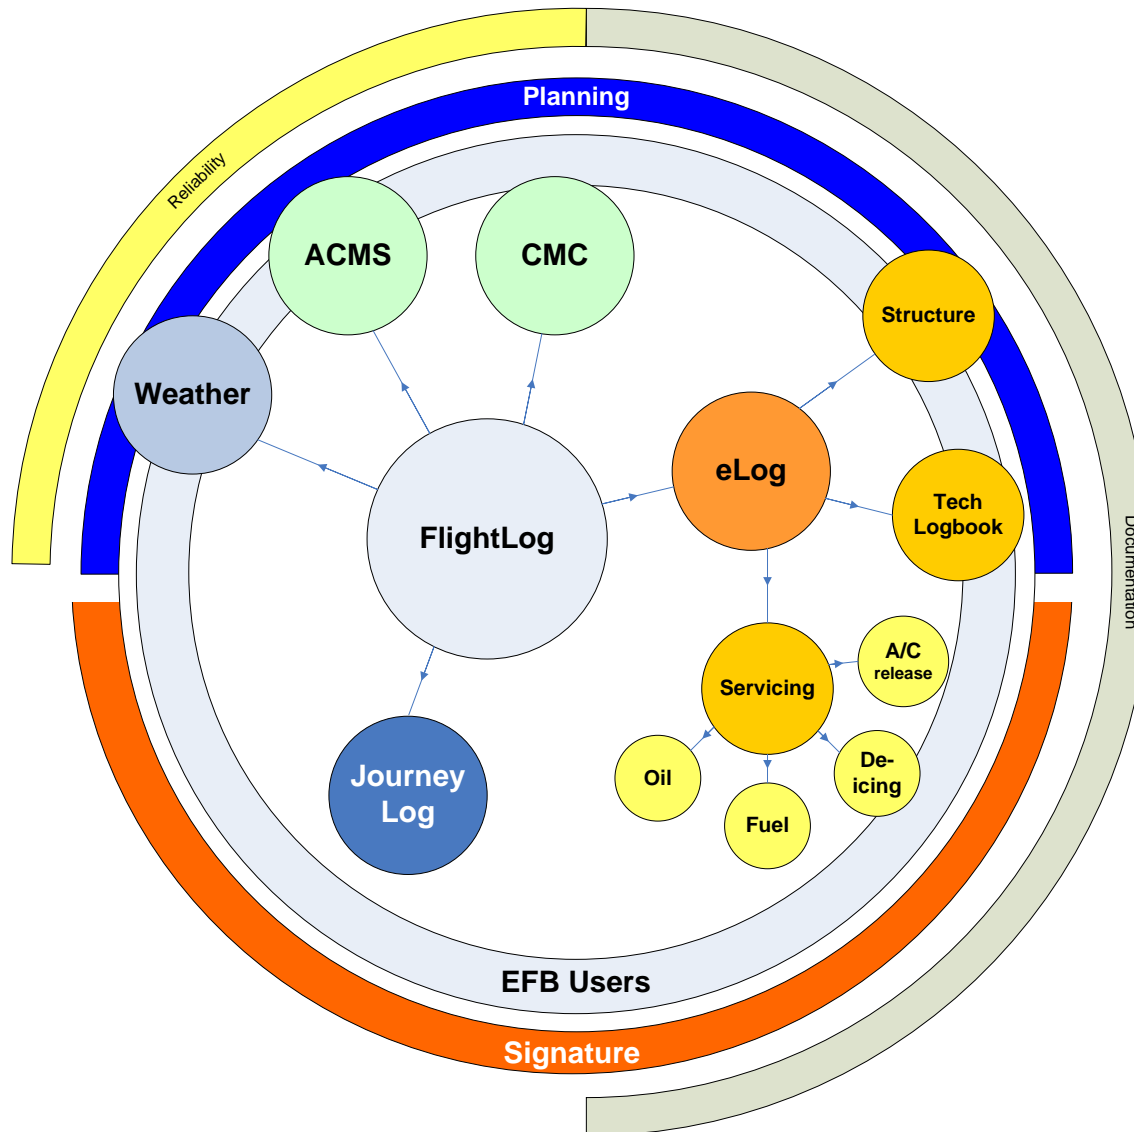 Planning
Reliability
ACMS
CMC
Structure
Weather
eLog
Tech
Logbook
FlightLog
Documentation
A/C
release
Servicing
De-
icing
Oil
Journey
Log
Fuel
EFB Users
Signature